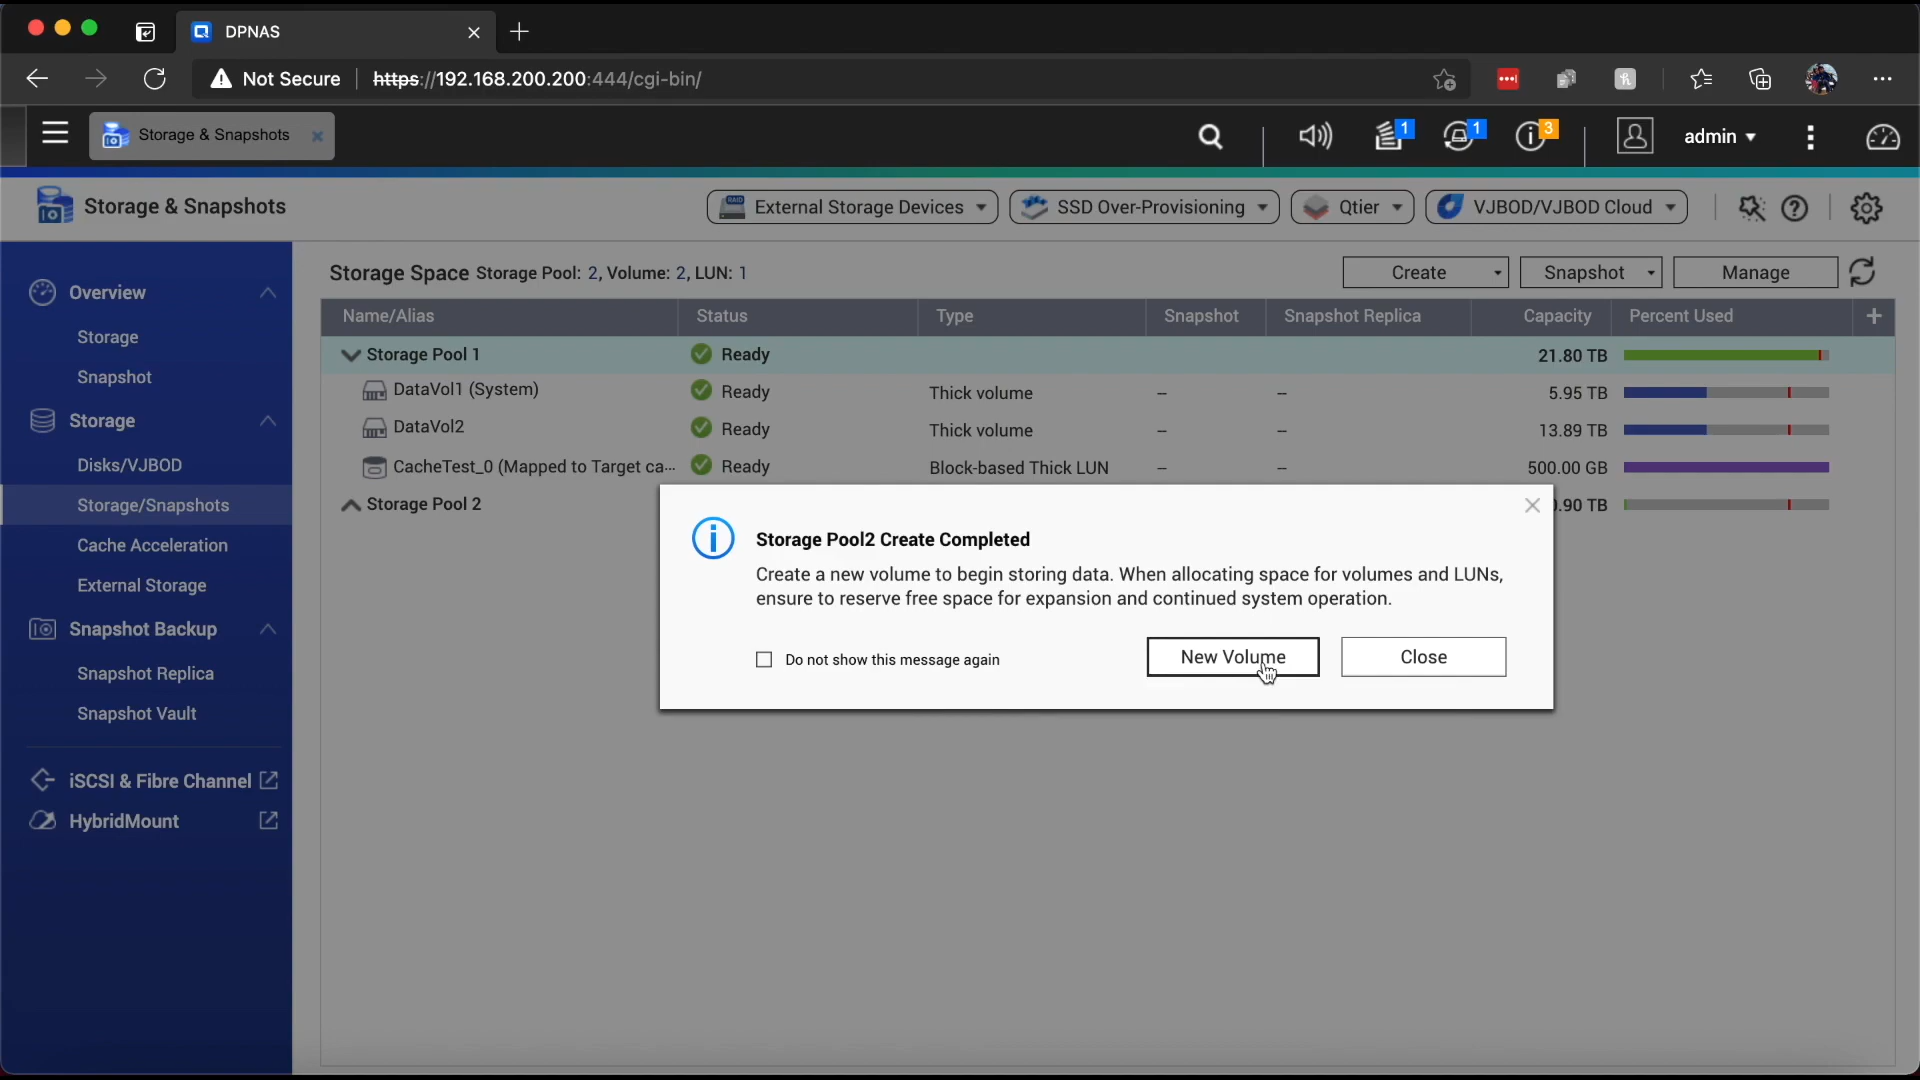 DPNAS
Not Secure https://192.168.200.200:444/cgi-bin/
Storage & Snapshots
1
1
3
admin
Storage & Snapshots
External Storage Devices
SSD Over-Provisioning
Qtier
VJBOD/VJBOD Cloud
Overview
Storage
Snapshot
Storage
Disks/VJBOD
Storage/Snapshots
Cache Acceleration
External Storage
Snapshot Backup
Snapshot Replica
Snapshot Vault
iSCSI & Fibre Channel
HybridMount
Storage Space Storage Pool: 2, Volume: 2, LUN: 1
Create
Snapshot
Manage
Name/Alias Status Type Snapshot Snapshot Replica Capacity Percent Used
Storage Pool 1 Ready 21.80 TB
DataVol1 (System) Ready Thick volume -- -- 5.95 TB
DataVol2 Ready Thick volume -- -- 13.89 TB
CacheTest_0 (Mapped to Target ca... Ready Block-based Thick LUN -- -- 500.00 GB
Storage Pool 2 .90 TB
Storage Pool2 Create Completed
Create a new volume to begin storing data. When allocating space for volumes and LUNs,
ensure to reserve free space for expansion and continued system operation.
Do not show this message again
New Volume
Close